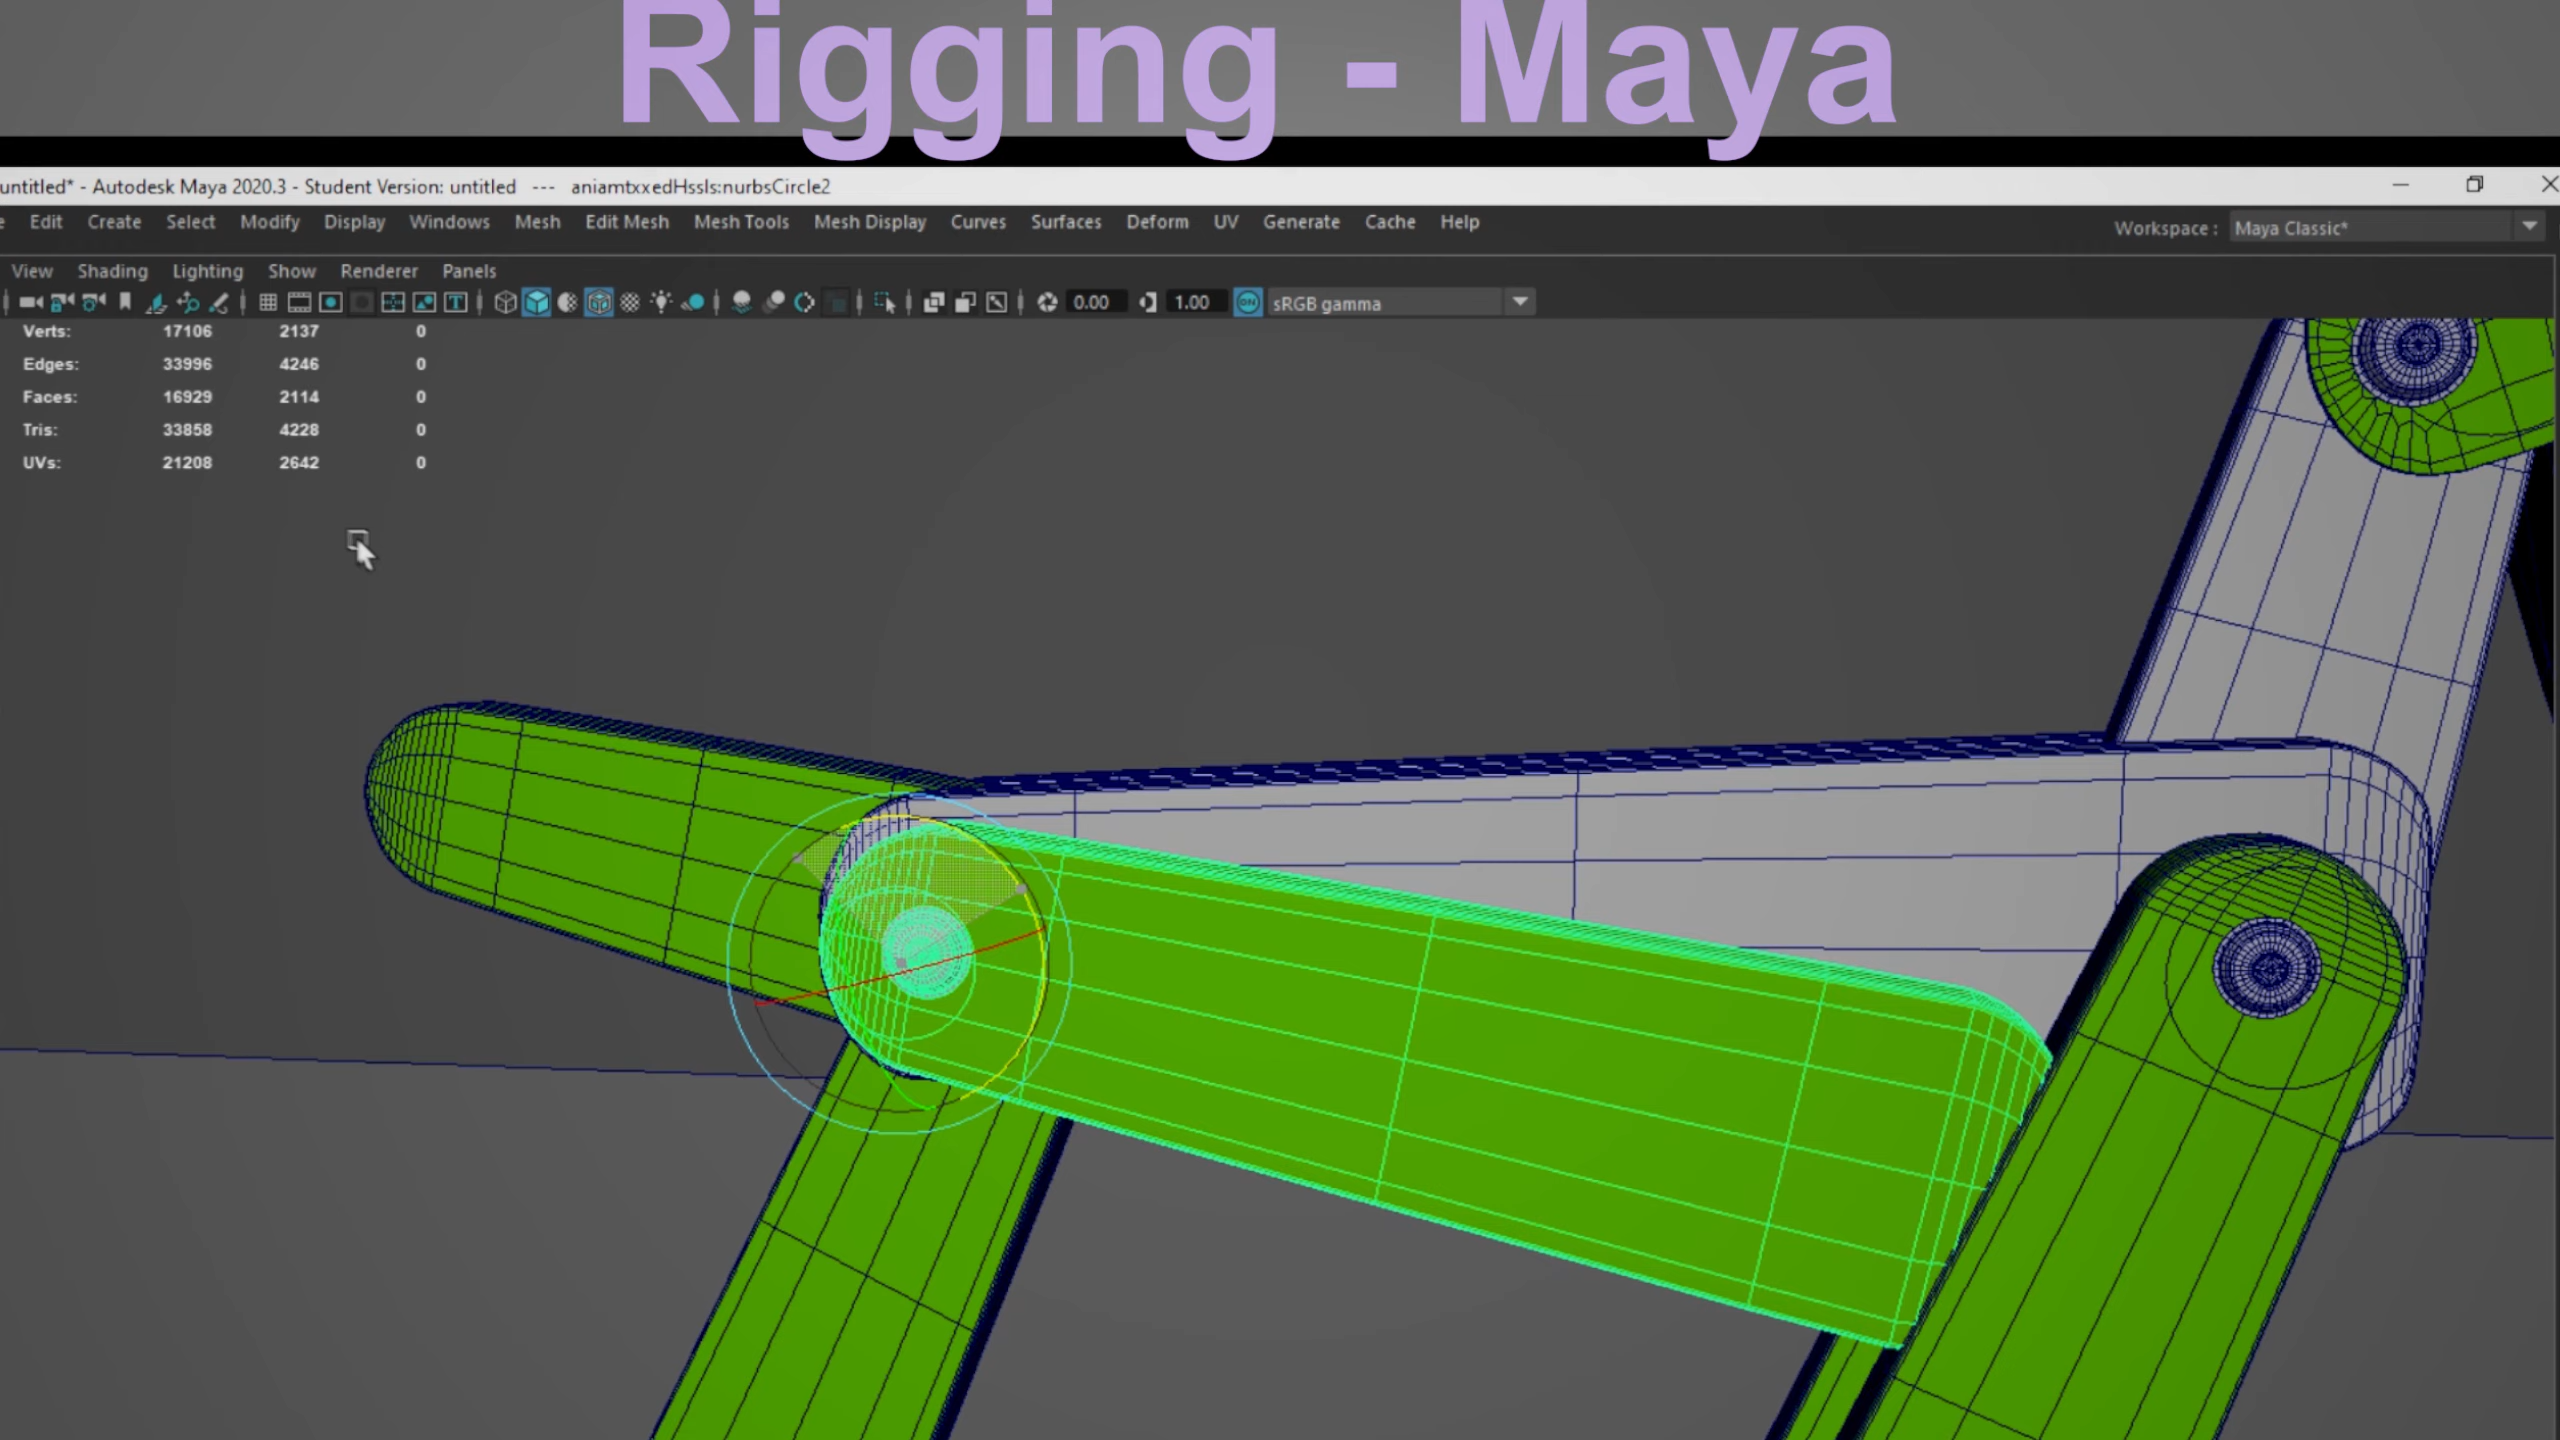 Rigging - Maya
untitled* - Autodesk Maya 2020.3 - Student Version: untitled --- aniamtxxedHssls:nurbsCircle2
e Edit Create Select Modify Display Windows Mesh Edit Mesh Mesh Tools Mesh Display Curves Surfaces Deform UV Generate Cache Help Workspace : Maya Classic*
View Shading Lighting Show Renderer Panels
0.00 1.00 ON sRGB gamma
Verts: 17106 2137 0
Edges: 33996 4246 0
Faces: 16929 2114 0
Tris: 33858 4228 0
UVs: 21208 2642 0